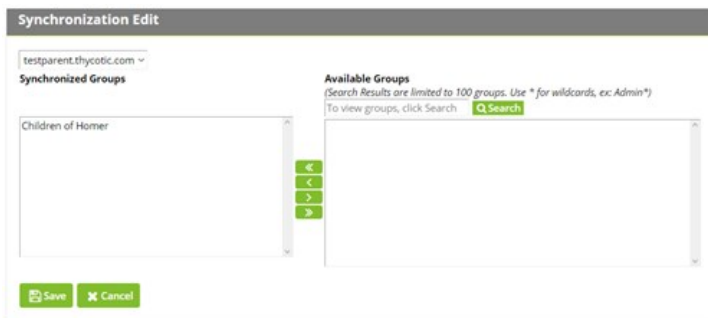 Synchronization Edit
testparent.thycotic.com
Synchronized Groups
Available Groups
(Search Results are limited to 100 groups. Use * for wildcards, ex: Admin*)
To view groups, click Search
Search
Children of Homer
Save
Cancel